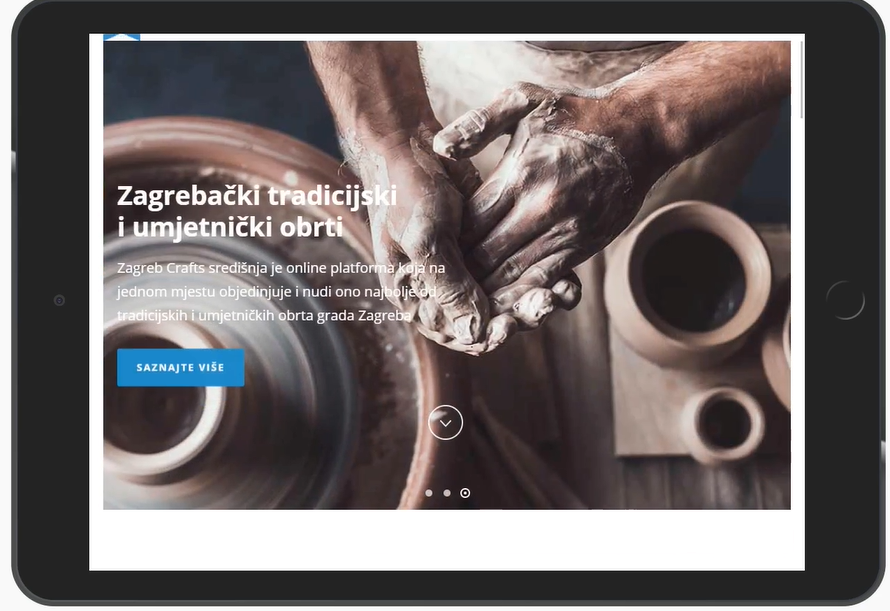 Zagrebački tradicijski
i umjetnički obrti
Zagreb Crafts središnja je online platforma koja na
jednom mjestu objedinjuje i nudi ono najbolje od
tradicijskih i umjetničkih obrta grada Zagreba
SAZNAJTE VIŠE